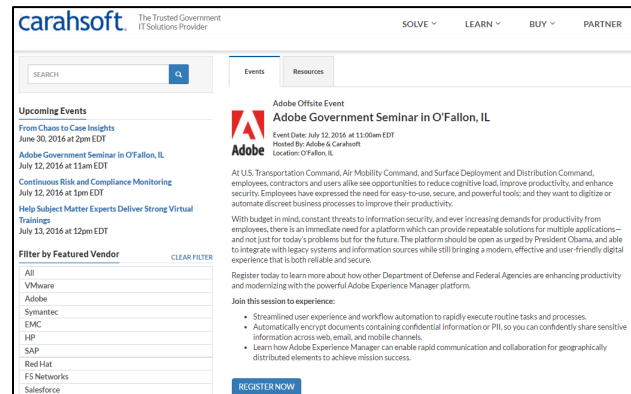 carahsoft.
The Trusted Government
IT Solutions Provider
SOLVE
LEARN
BUY
PARTNER
SEARCH
Upcoming Events
From Chaos to Case Insights
June 30, 2016 at 2pm EDT
Adobe Government Seminar in O'Fallon, IL
July 12, 2016 at 11am EDT
Continuous Risk and Compliance Monitoring
July 12, 2016 at 1pm EDT
Help Subject Matter Experts Deliver Strong Virtual
Trainings
July 13, 2016 at 12pm EDT
Filter by Featured Vendor
CLEAR FILTER
All
VMware
Adobe
Symantec
EMC
HP
SAP
Red Hat
F5 Networks
Salesforce
Events
Resources
Adobe
Adobe Offsite Event
Adobe Government Seminar in O'Fallon, IL
Event Date: July 12, 2016 at 11:00am EDT
Hosted By: Adobe & Carahsoft
Location: O'Fallon, IL
At U.S. Transportation Command, Air Mobility Command, and Surface Deployment and Distribution Command,
employees, contractors and users alike see opportunities to reduce cognitive load, improve productivity, and enhance
security. Employees have expressed the need for easy-to-use, secure, and powerful tools; and they want to digitize or
automate discreet business processes to improve their productivity.
With budget in mind, constant threats to information security, and ever increasing demands for productivity from
employees, there is an immediate need for a platform which can provide repeatable solutions for multiple applications—
and not just for today's problems but for the future. The platform should be open as urged by President Obama, and able
to integrate with legacy systems and information sources while still bringing a modern, effective and user-friendly digital
experience that is both reliable and secure.
Register today to learn more about how other Department of Defense and Federal Agencies are enhancing productivity
and modernizing with the powerful Adobe Experience Manager platform.
Join this session to experience:
• Streamlined user experience and workflow automation to rapidly execute routine tasks and processes.
• Automatically encrypt documents containing confidential information or PII, so you can confidently share sensitive
information across web, email, and mobile channels.
• Learn how Adobe Experience Manager can enable rapid communication and collaboration for geographically
distributed elements to achieve mission success.
REGISTER NOW